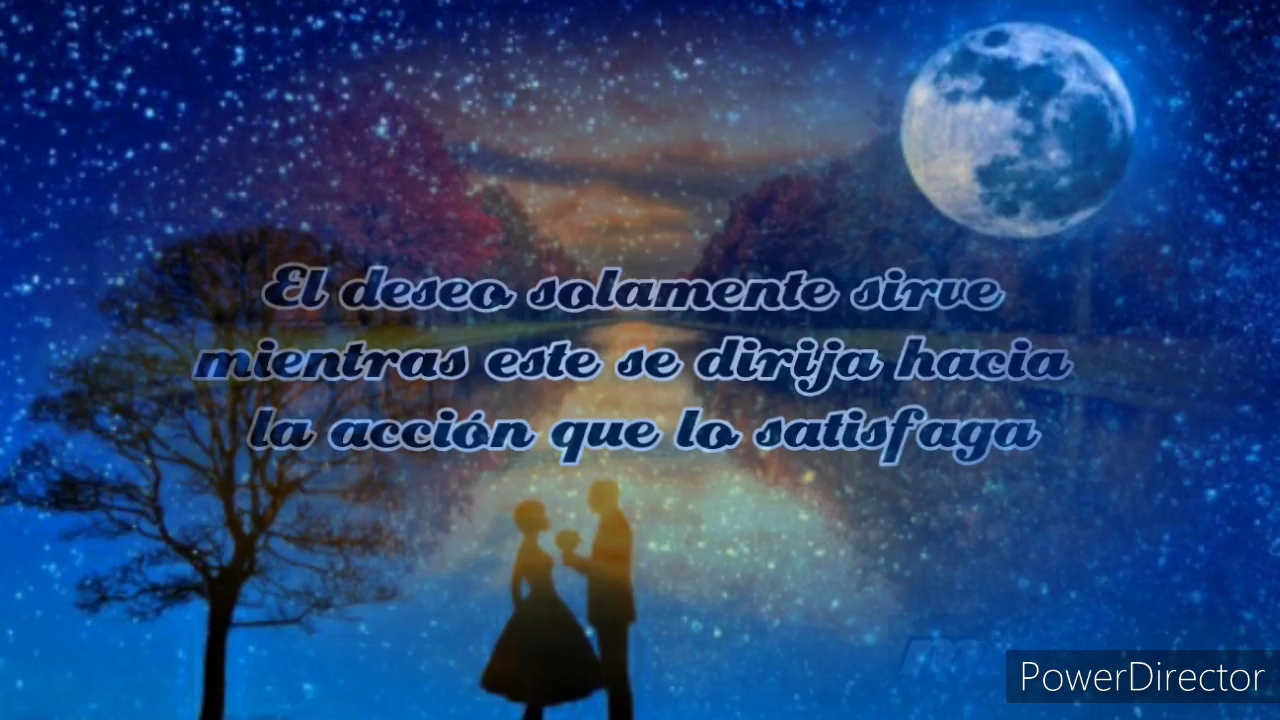 El deseo solamente sirve
mientras este se dirija hacia
la acción que lo satisfaga
PowerDirector